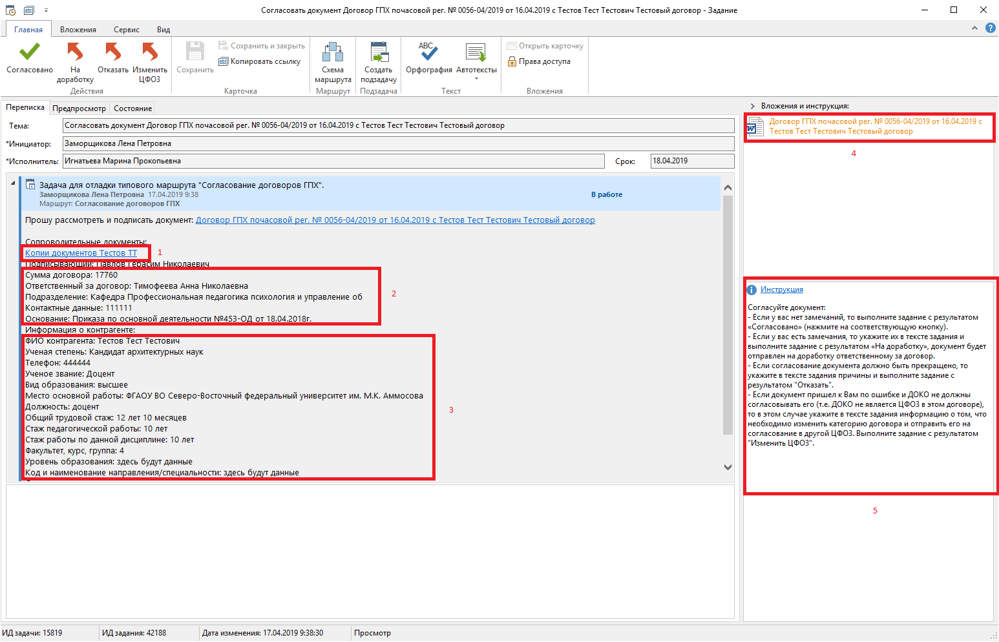 Согласовать документ Договор ГПХ почасовой рег. № 0056-04/2019 от 16.04.2019 с Тестов Тест Тестович Тестовый договор - Задание
Главная Вложения Сервис Вид
Согласовано
На доработку
Отказать
Изменить ЦФОЗ
Действия
Сохранить
Сохранить и закрыть
Копировать ссылку
Карточка
Схема маршрута
Маршрут
Создать подзадачу
Подзадача
ABC
Орфография
Автотексты
Текст
Открыть карточку
Права доступа
Вложения
Переписка Предпросмотр Состояние
Тема: Согласовать документ Договор ГПХ почасовой рег. № 0056-04/2019 от 16.04.2019 с Тестов Тест Тестович Тестовый договор
*Инициатор: Заморщикова Лена Петровна
*Исполнитель: Игнатьева Марина Прокопьевна Срок: 18.04.2019
Задача для отладки типового маршрута "Согласование договоров ГПХ".
Заморщикова Лена Петровна 17.04.2019 9:38 В работе
Маршрут: Согласование договоров ГПХ
Прошу рассмотреть и подписать документ: Договор ГПХ почасовой рег. № 0056-04/2019 от 16.04.2019 с Тестов Тест Тестович Тестовый договор
Сопроводительные документы:
Копии документов Тестов ТТ 1
Подписывающий: Павлов Герасим Николаевич
Сумма договора: 17760
Ответственный за договор: Тимофеева Анна Николаевна
Подразделение: Кафедра Профессиональная педагогика психология и управление об
2
Контактные данные: 111111
Основание: Приказа по основной деятельности №453-ОД от 18.04.2018г.
Информация о контрагенте:
ФИО контрагента: Тестов Тест Тестович
Ученая степень: Кандидат архитектурных наук
Телефон: 444444
Ученое звание: Доцент
Вид образования: высшее
Место основной работы: ФГАОУ ВО Северо-Восточный федеральный университет им. М.К. Аммосова
Должность: доцент
3
Общий трудовой стаж: 12 лет 10 месяцев
Стаж педагогической работы: 10 лет
Стаж работы по данной дисциплине: 10 лет
Факультет, курс, группа: 4
Уровень образования: здесь будут данные
Код и наименование направления/специальности: здесь будут данные
Вложения и инструкция:
Договор ГПХ почасовой рег. № 0056-04/2019 от 16.04.2019 с
Тестов Тест Тестович Тестовый договор
4
Инструкция
Согласуйте документ:
- Если у вас нет замечаний, то выполните задание с результатом
«Согласовано» (нажмите на соответствующую кнопку).
- Если у вас есть замечания, то укажите их в тексте задания и
выполните задание с результатом «На доработку», документ будет
отправлен на доработку ответственному за договор.
- Если согласование документа должно быть прекращено, то
укажите в тексте задания причины и выполните задание с
результатом "Отказать".
- Если документ пришел к Вам по ошибке и ДОКО не должны
согласовывать его (т.е. ДОКО не является ЦФОЗ в этом договоре),
то в этом случае укажите в тексте задания информацию о том, что
необходимо изменить категорию договора и отправить его на
согласование в другой ЦФОЗ. Выполните задание с результатом
"Изменить ЦФОЗ".
5
ИД задачи: 15819 ИД задания: 42188 Дата изменения: 17.04.2019 9:38:30 Просмотр